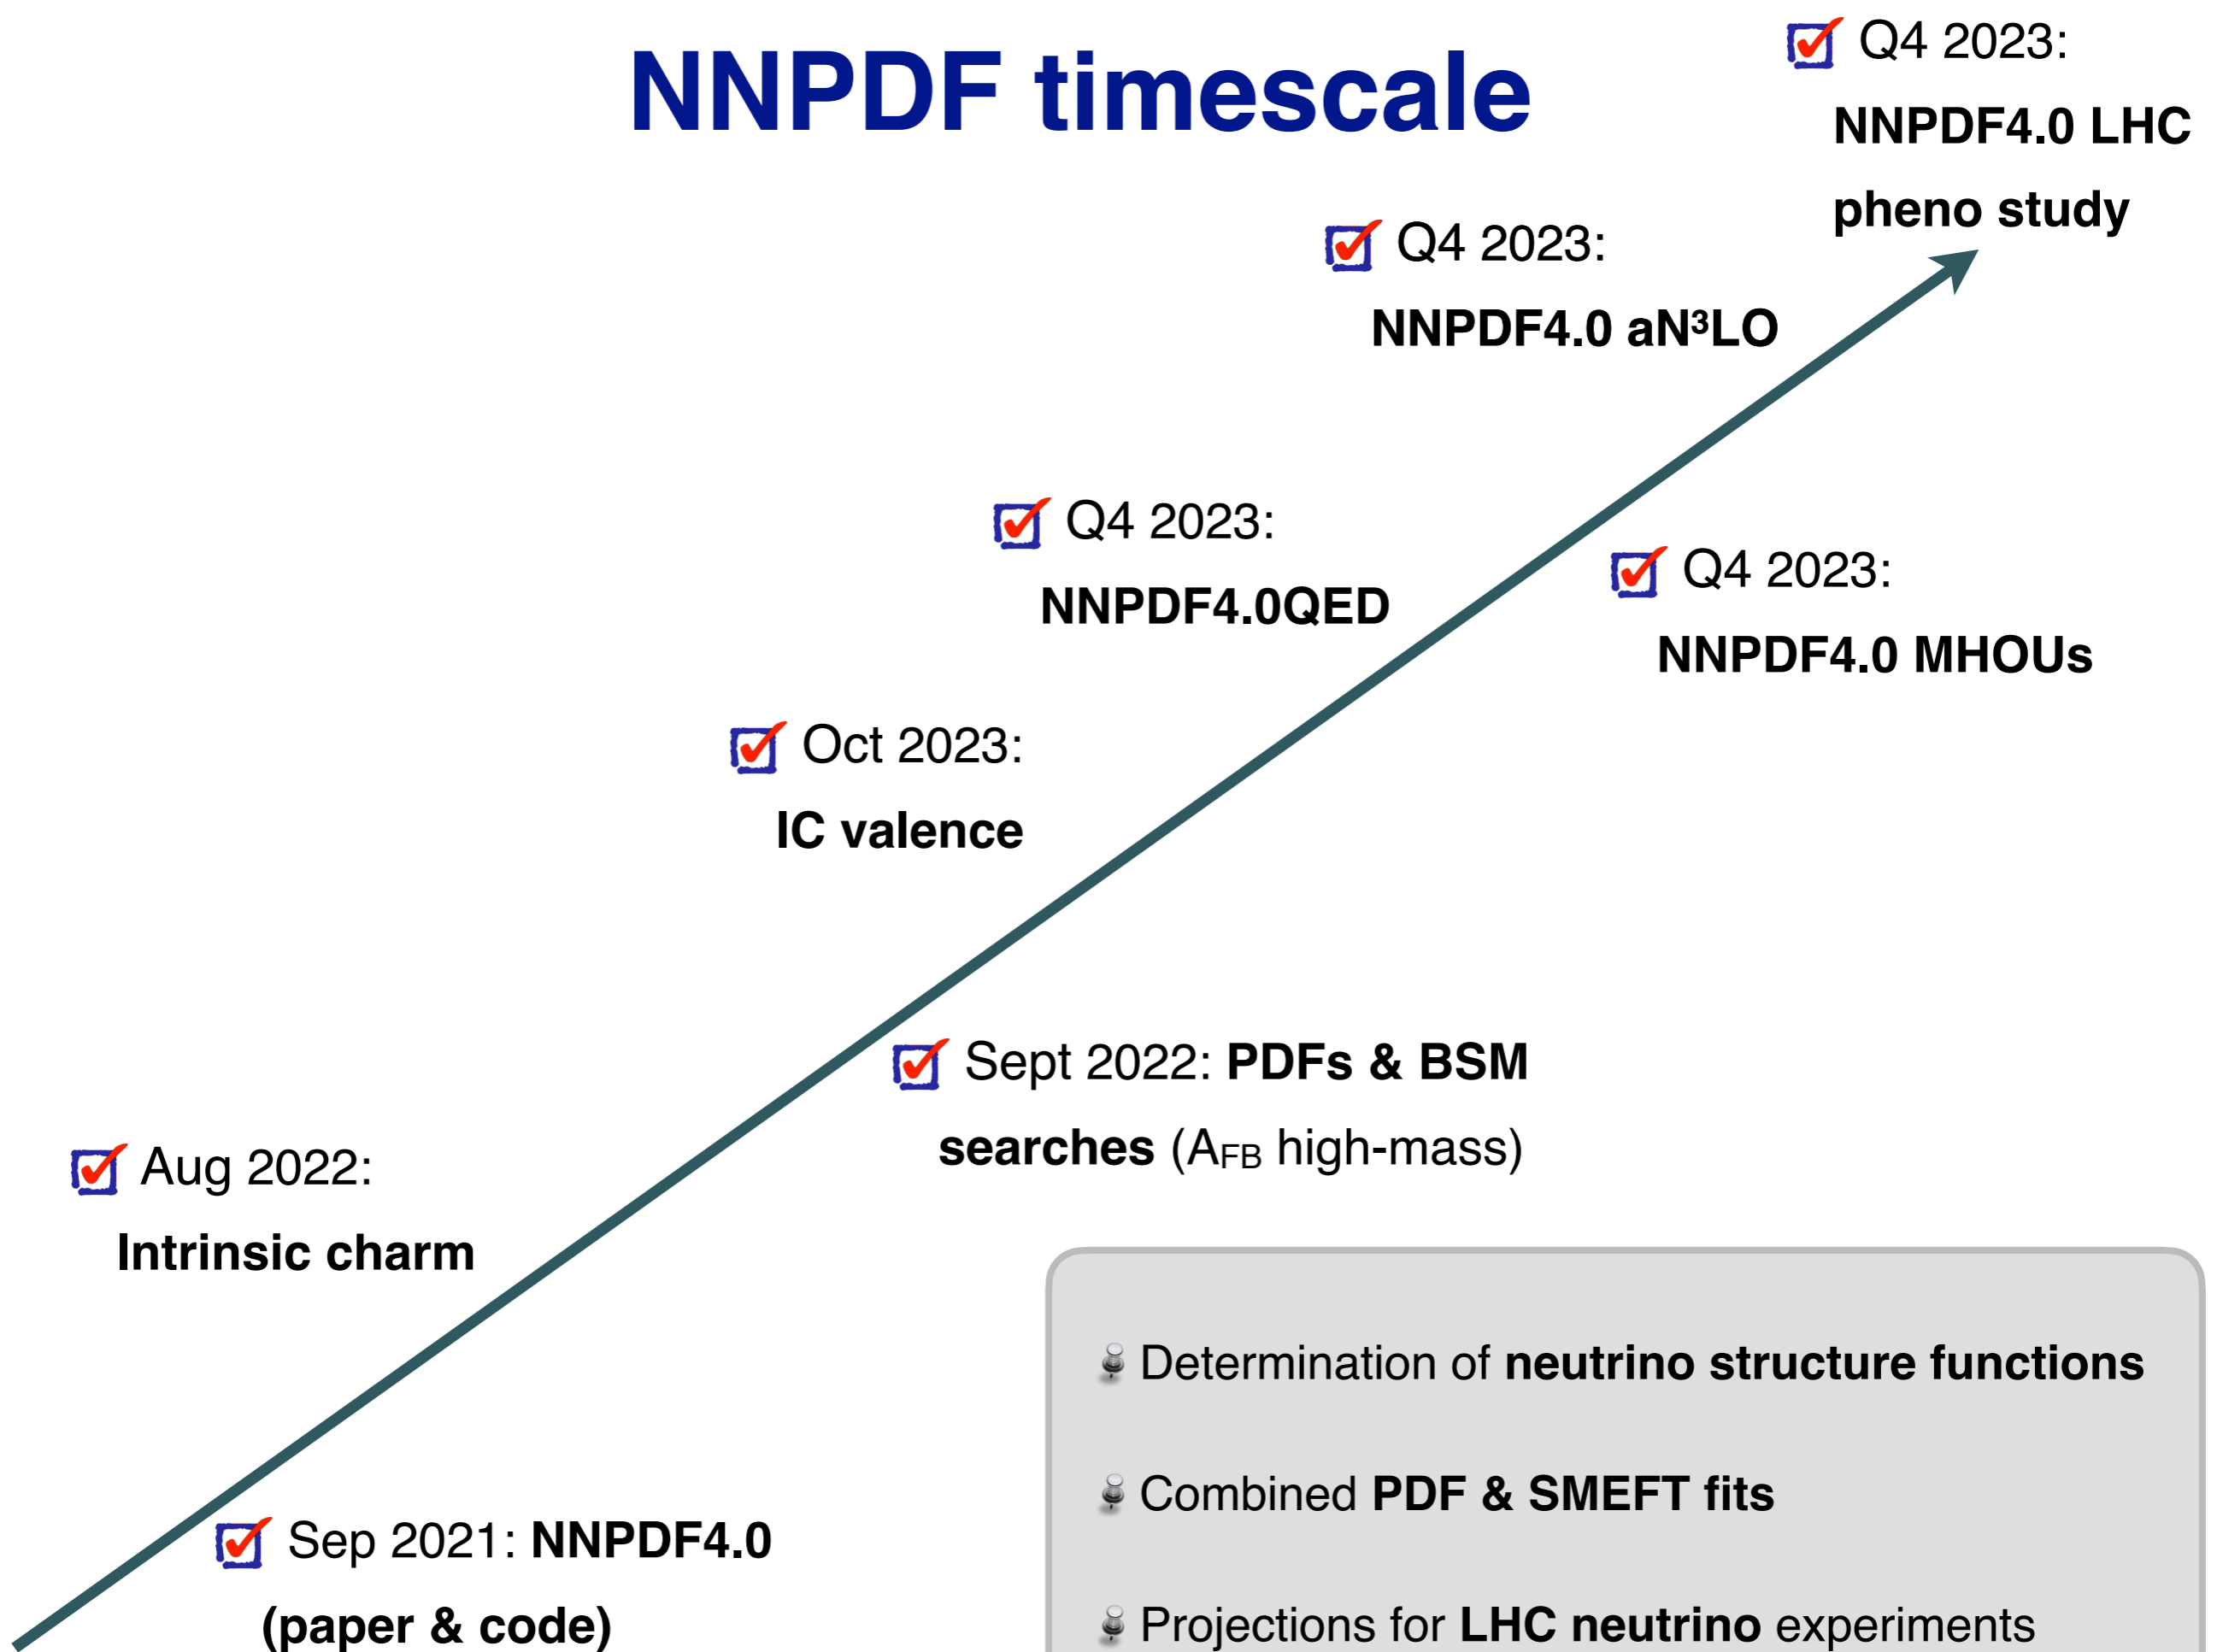 NNPDF timescale
Q4 2023:
NNPDF4.0 LHC
pheno study
Q4 2023:
NNPDF4.0 aN³LO
Q4 2023:
NNPDF4.0QED
Q4 2023:
NNPDF4.0 MHOUs
Oct 2023:
IC valence
Sept 2022: PDFs & BSM
searches (AFB high-mass)
Aug 2022:
Intrinsic charm
Sep 2021: NNPDF4.0
(paper & code)
Determination of neutrino structure functions
Combined PDF & SMEFT fits
Projections for LHC neutrino experiments